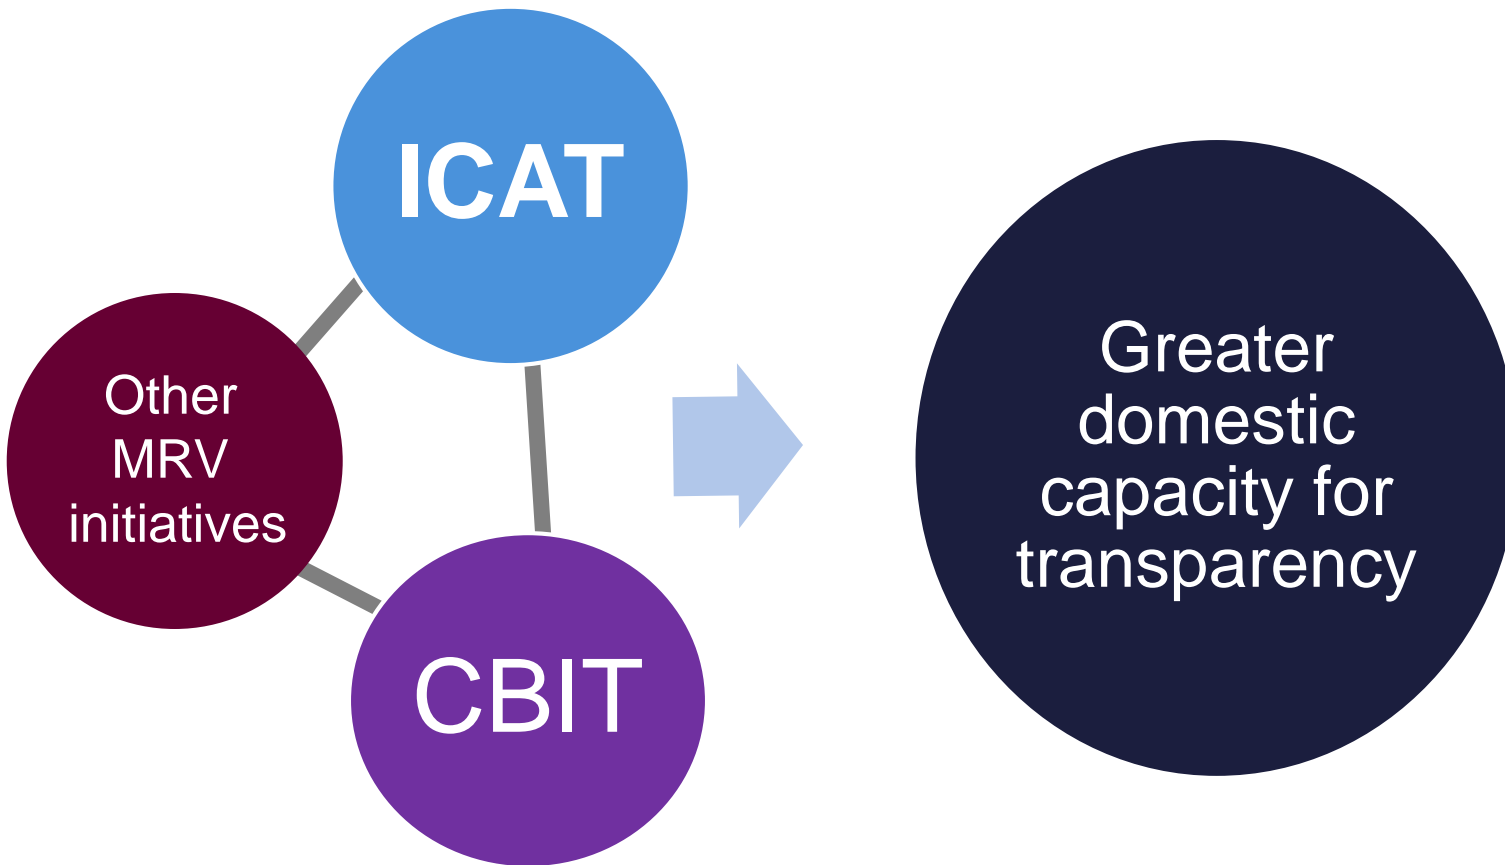 ICAT
Other
MRV
initiatives
CBIT
Greater
domestic
capacity for
transparency